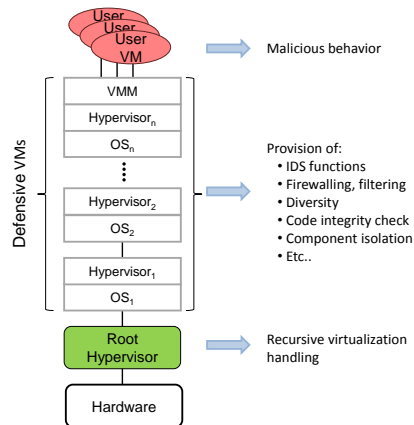 User
User
User
VM
Malicious behavior
Defensive VMs
VMM
Hypervisorₙ
OSₙ
Hypervisor₂
OS₂
Hypervisor₁
OS₁
Provision of:
• IDS functions
• Firewalling, filtering
• Diversity
• Code integrity check
• Component isolation
• Etc..
Root
Hypervisor
Recursive virtualization
handling
Hardware